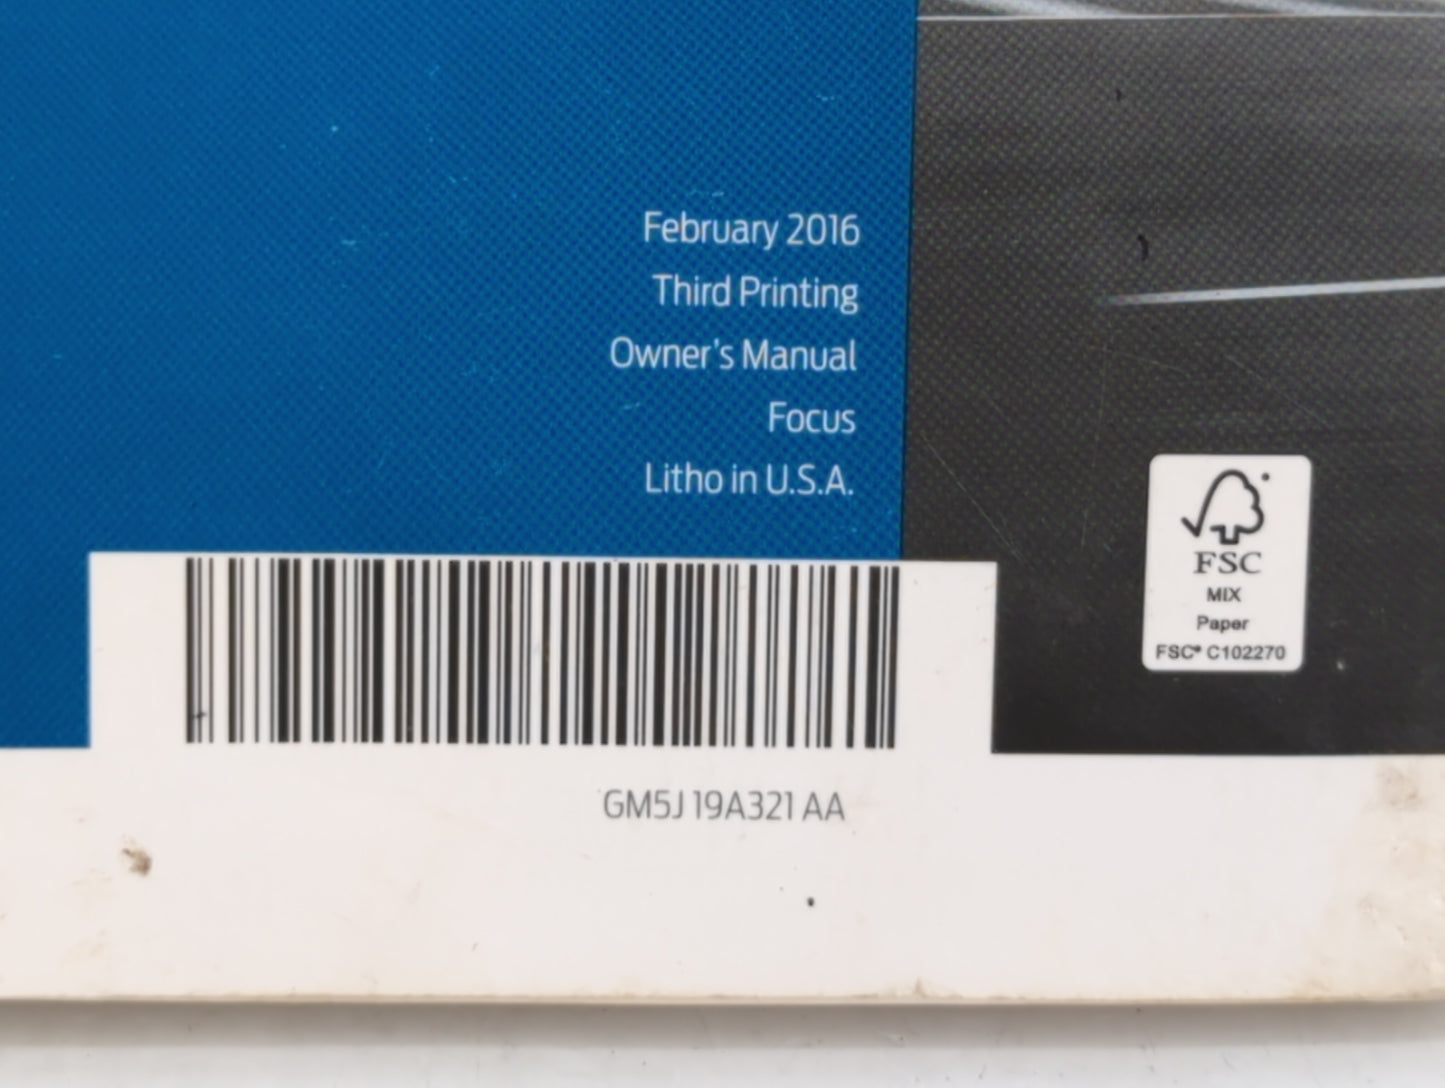 February 2016
Third Printing
Owner's Manual
Focus
Litho in U.S.A.
GM5J 19A321 AA
FSC
MIX
Paper
FSC® C102270